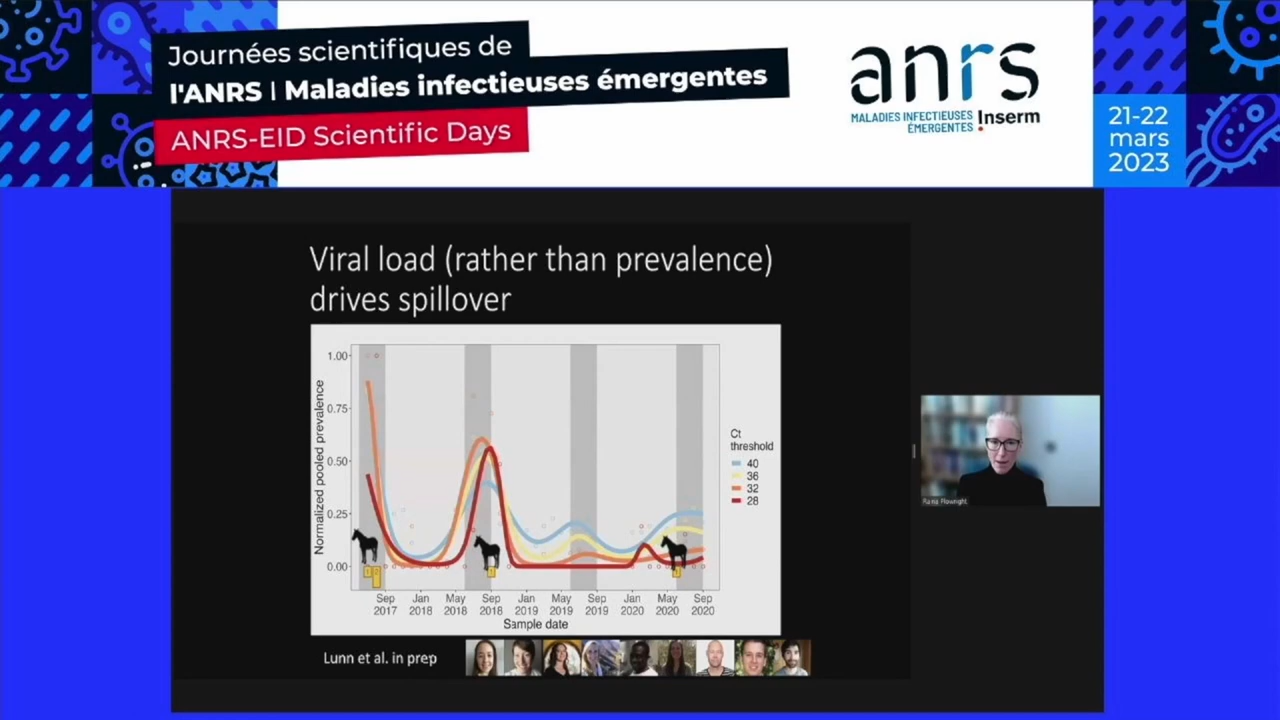 Journées scientifiques de
l'ANRS | Maladies infectieuses émergentes
ANRS-EID Scientific Days
anrs
MALADIES INFECTIEUSES
ÉMERGENTES
Inserm
21-22
mars
2023
Viral load (rather than prevalence)
drives spillover
Normalized pooled prevalence
1.00
0.75
0.50
0.25
0.00
Sep
2017
Jan
2018
May
2018
Sep
2018
Jan
2019
May
2019
Sep
2019
Jan
2020
May
2020
Sep
2020
Sample date
Ct
threshold
40
36
32
28
Lunn et al. in prep
Raina Plowright